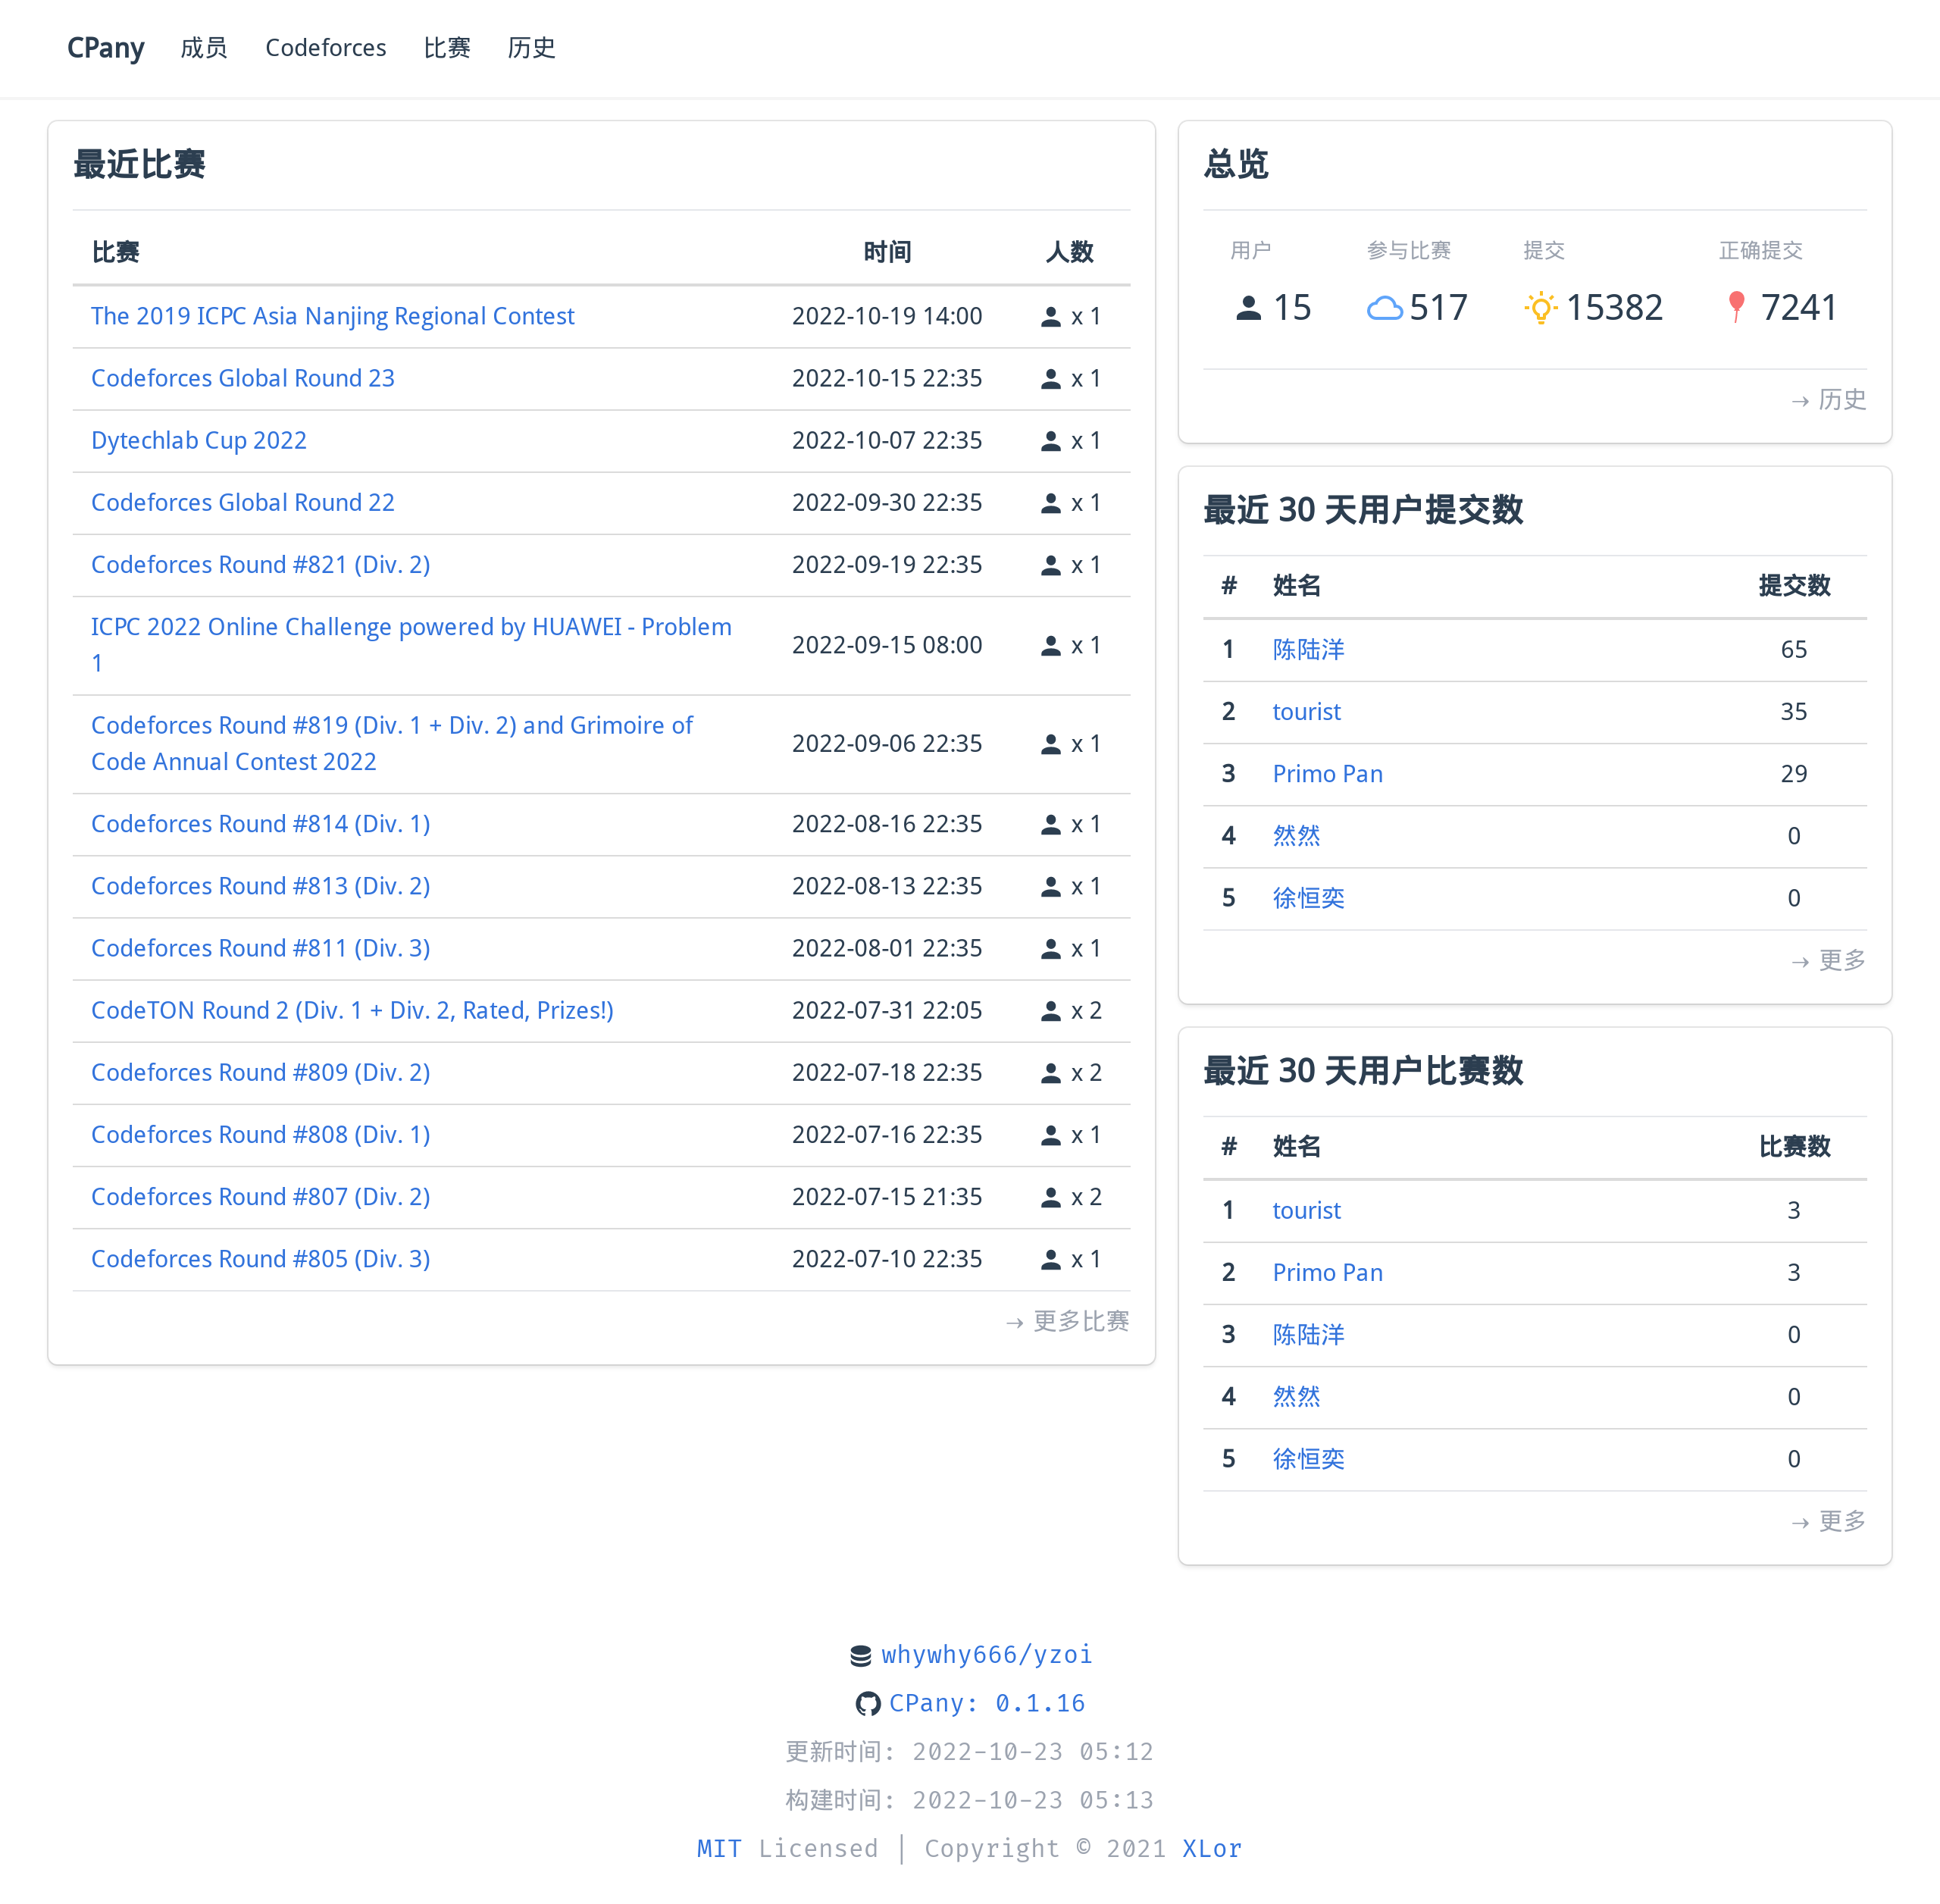 CPany 成员 Codeforces 比赛 历史
最近比赛
比赛 时间 人数
The 2019 ICPC Asia Nanjing Regional Contest 2022-10-19 14:00 x 1
Codeforces Global Round 23 2022-10-15 22:35 x 1
Dytechlab Cup 2022 2022-10-07 22:35 x 1
Codeforces Global Round 22 2022-09-30 22:35 x 1
Codeforces Round #821 (Div. 2) 2022-09-19 22:35 x 1
ICPC 2022 Online Challenge powered by HUAWEI - Problem
1 2022-09-15 08:00 x 1
Codeforces Round #819 (Div. 1 + Div. 2) and Grimoire of
Code Annual Contest 2022 2022-09-06 22:35 x 1
Codeforces Round #814 (Div. 1) 2022-08-16 22:35 x 1
Codeforces Round #813 (Div. 2) 2022-08-13 22:35 x 1
Codeforces Round #811 (Div. 3) 2022-08-01 22:35 x 1
CodeTON Round 2 (Div. 1 + Div. 2, Rated, Prizes!) 2022-07-31 22:05 x 2
Codeforces Round #809 (Div. 2) 2022-07-18 22:35 x 2
Codeforces Round #808 (Div. 1) 2022-07-16 22:35 x 1
Codeforces Round #807 (Div. 2) 2022-07-15 21:35 x 2
Codeforces Round #805 (Div. 3) 2022-07-10 22:35 x 1
→ 更多比赛
总览
用户 参与比赛 提交 正确提交
15 517 15382 7241
→ 历史
最近 30 天用户提交数
# 姓名 提交数
1 陈陆洋 65
2 tourist 35
3 Primo Pan 29
4 然然 0
5 徐恒奕 0
→ 更多
最近 30 天用户比赛数
# 姓名 比赛数
1 tourist 3
2 Primo Pan 3
3 陈陆洋 0
4 然然 0
5 徐恒奕 0
→ 更多
whywhy666/yzoi
CPany: 0.1.16
更新时间: 2022-10-23 05:12
构建时间: 2022-10-23 05:13
MIT Licensed | Copyright © 2021 XLor